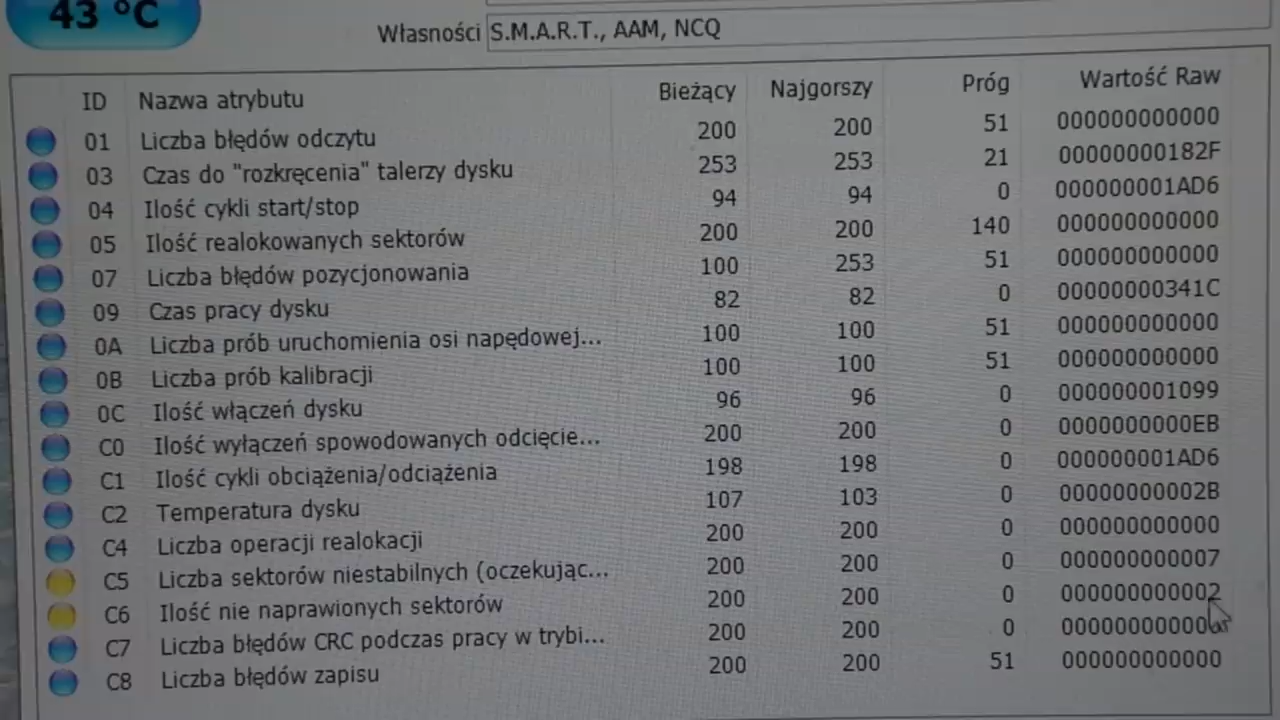 43 °C
Własności S.M.A.R.T., AAM, NCQ
ID Nazwa atrybutu Bieżący Najgorszy Próg Wartość Raw
01 Liczba błędów odczytu 200 200 51 000000000000
03 Czas do "rozkręcenia" talerzy dysku 253 253 21 00000000182F
04 Ilość cykli start/stop 94 94 0 000000001AD6
05 Ilość realokowanych sektorów 200 200 140 000000000000
07 Liczba błędów pozycjonowania 100 253 51 000000000000
09 Czas pracy dysku 82 82 0 00000000341C
0A Liczba prób uruchomienia osi napędowej... 100 100 51 000000000000
0B Liczba prób kalibracji 100 100 51 000000000000
0C Ilość włączeń dysku 96 96 0 000000001099
C0 Ilość wyłączeń spowodowanych odcięcie... 200 200 0 0000000000EB
C1 Ilość cykli obciążenia/odciążenia 198 198 0 000000001AD6
C2 Temperatura dysku 107 103 0 00000000002B
C4 Liczba operacji realokacji 200 200 0 000000000000
C5 Liczba sektorów niestabilnych (oczekując... 200 200 0 000000000007
C6 Ilość nie naprawionych sektorów 200 200 0 000000000002
C7 Liczba błędów CRC podczas pracy w trybi... 200 200 0 000000000000
C8 Liczba błędów zapisu 200 200 51 000000000000